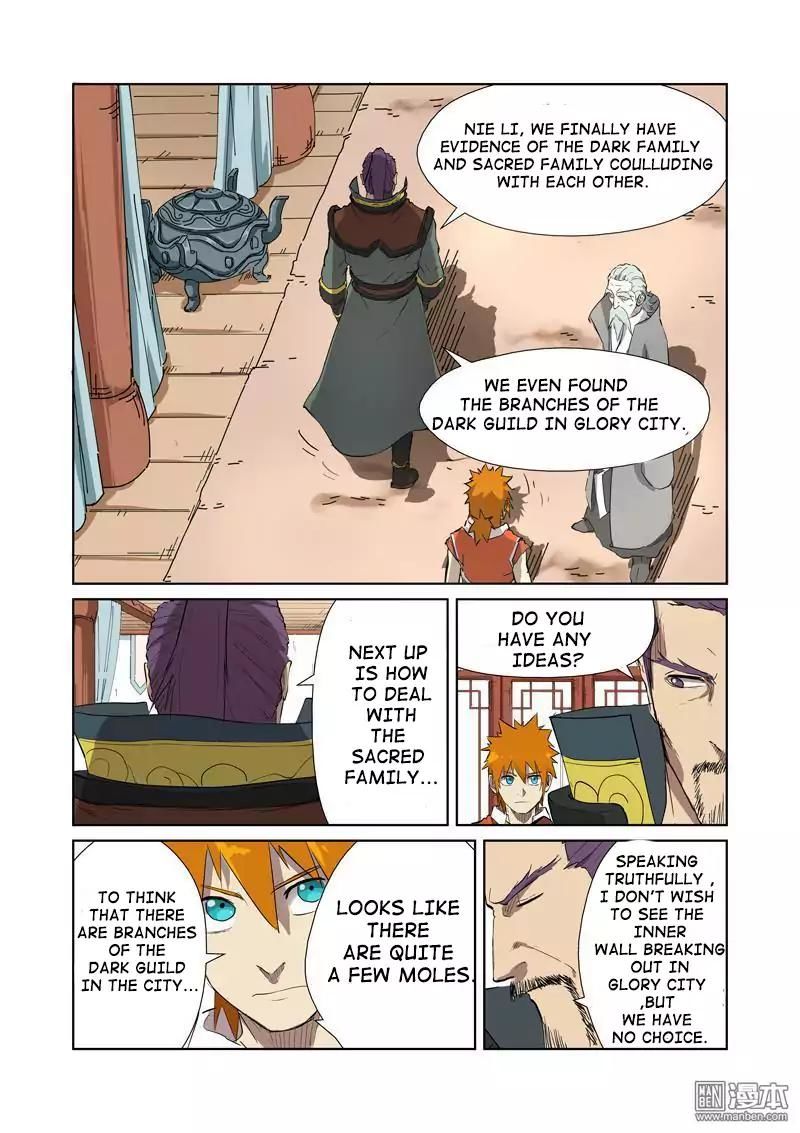 NIE LI, WE FINALLY HAVE
EVIDENCE OF THE DARK FAMILY
AND SACRED FAMILY COULLUDING
WITH EACH OTHER.
WE EVEN FOUND
THE BRANCHES OF THE
DARK GUILD IN GLORY CITY.
NEXT UP
IS HOW
TO DEAL
WITH
THE
SACRED
FAMILY...
DO YOU
HAVE ANY
IDEAS?
TO THINK
THAT THERE
ARE BRANCHES
OF THE
DARK GUILD
IN THE CITY...
LOOKS LIKE
THERE
ARE QUITE
A FEW MOLES.
SPEAKING
TRUTHFULLY ,
I DON'T WISH
TO SEE THE
INNER
WALL BREAKING
OUT IN
GLORY CITY
,BUT
WE HAVE
NO CHOICE.
MAN
BEN
漫本
www.manben.com